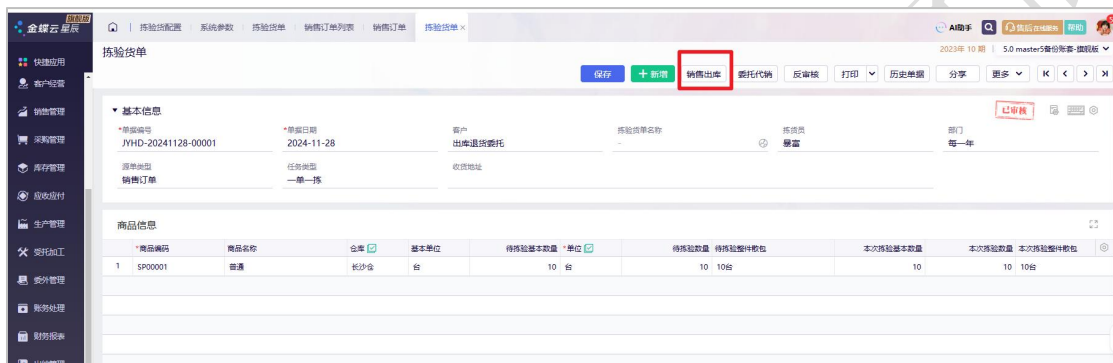 金蝶云星辰 旗舰版
拣验货配置 系统参数 拣验货单 销售订单列表 销售订单 拣验货单×
AI助手 售后在线服务 帮助
拣验货单
2023年 10 期 5.0 master5备份账套-旗舰版
保存 新增 销售出库 委托代销 反审核 打印 历史单据 分享 更多
快捷应用
客户经营
销售管理
采购管理
库存管理
应收应付
生产管理
受托加工
委外管理
账务处理
财务报表
基本信息
已审核
*单据编号 *单据日期 客户 拣验货单名称 拣货员 部门
JYHD-20241128-00001 2024-11-28 出库退货委托 - 暴富 每一年
源单类型 任务类型 收货地址
销售订单 一单一拣
商品信息
*商品编码 商品名称 仓库 基本单位 待拣验基本数量 *单位 待拣验数量 待拣验整件散包 本次拣验基本数量 本次拣验数量 本次拣验整件散包
1 SP00001 普通 长沙仓 台 10 台 10 10台 10 10 10台